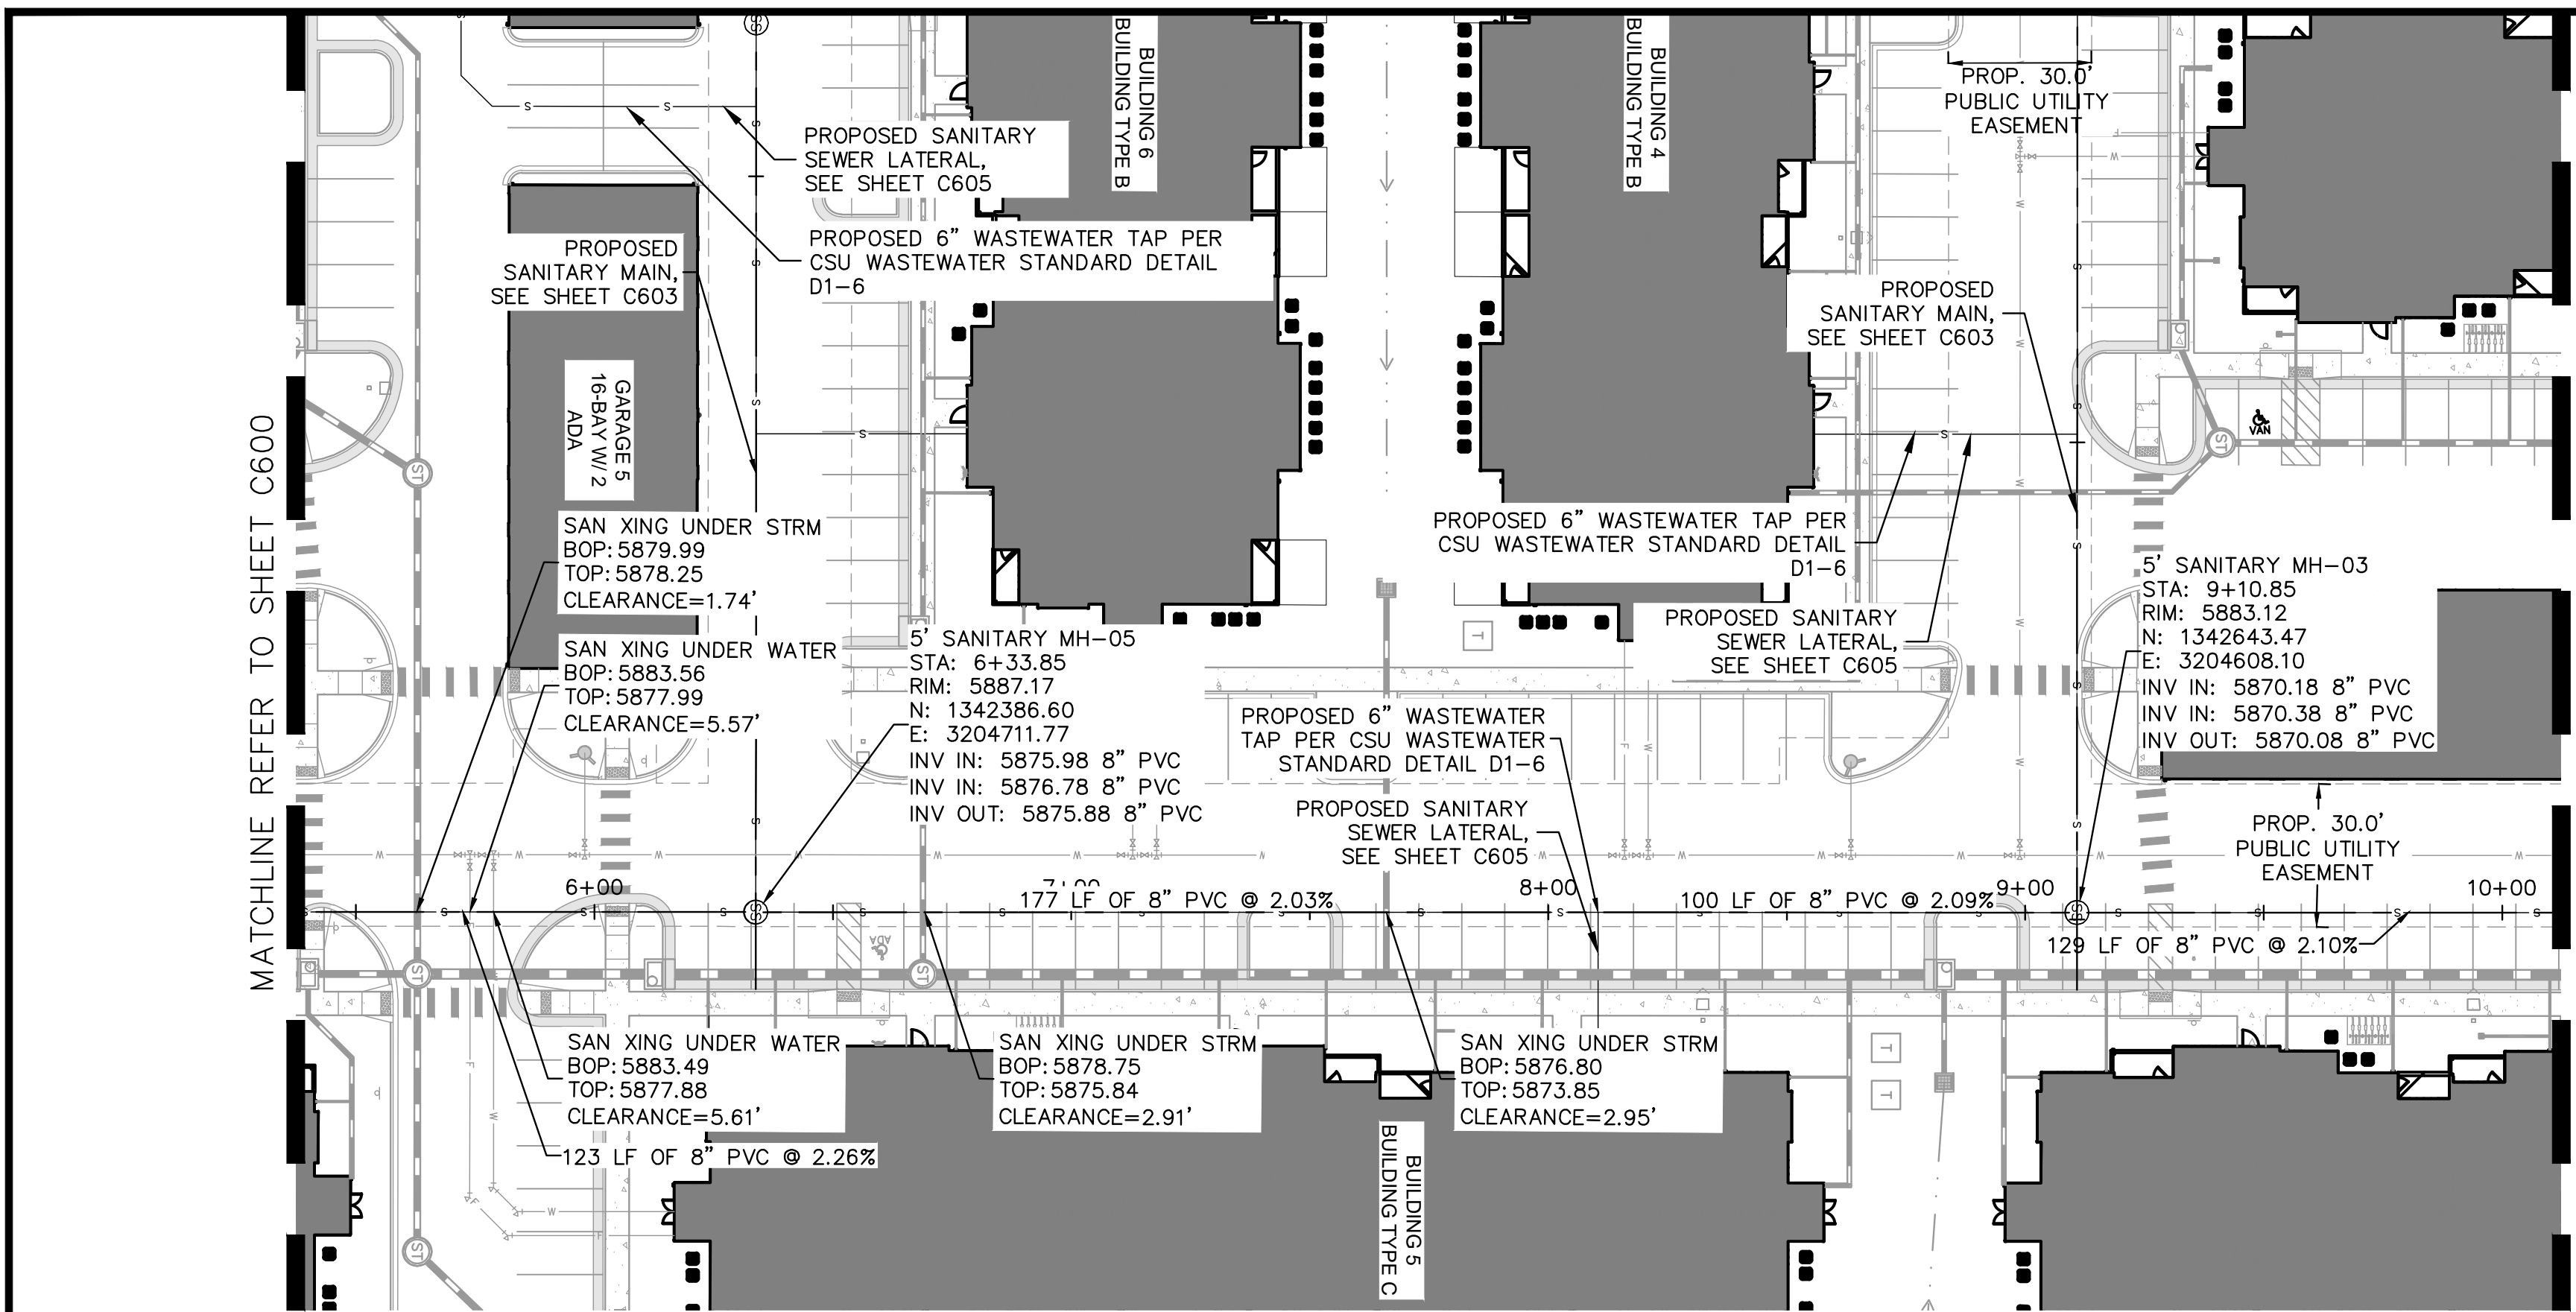 BUILDING 6
BUILDING TYPE B
BUILDING 4
BUILDING TYPE B
PROP. 30.0'
PUBLIC UTILITY
EASEMENT
PROPOSED SANITARY
SEWER LATERAL,
SEE SHEET C605
PROPOSED 6" WASTEWATER TAP PER
CSU WASTEWATER STANDARD DETAIL
D1-6
PROPOSED
SANITARY MAIN,
SEE SHEET C603
PROPOSED
SANITARY MAIN,
SEE SHEET C603
GARAGE 5
16-BAY W/ 2
ADA
VAN
MATCHLINE REFER TO SHEET C600
SAN XING UNDER STRM
BOP: 5879.99
TOP: 5878.25
CLEARANCE=1.74'
PROPOSED 6" WASTEWATER TAP PER
CSU WASTEWATER STANDARD DETAIL
D1-6
PROPOSED SANITARY
SEWER LATERAL,
SEE SHEET C605
SAN XING UNDER WATER
BOP: 5883.56
TOP: 5877.99
CLEARANCE=5.57'
5' SANITARY MH-05
STA: 6+33.85
RIM: 5887.17
N: 1342386.60
E: 3204711.77
INV IN: 5875.98 8" PVC
INV IN: 5876.78 8" PVC
INV OUT: 5875.88 8" PVC
5' SANITARY MH-03
STA: 9+10.85
RIM: 5883.12
N: 1342643.47
E: 3204608.10
INV IN: 5870.18 8" PVC
INV IN: 5870.38 8" PVC
INV OUT: 5870.08 8" PVC
PROPOSED 6" WASTEWATER
TAP PER CSU WASTEWATER
STANDARD DETAIL D1-6
PROPOSED SANITARY
SEWER LATERAL,
SEE SHEET C605
PROP. 30.0'
PUBLIC UTILITY
EASEMENT
6+00
8+00
9+00
10+00
177 LF OF 8" PVC @ 2.03%
100 LF OF 8" PVC @ 2.09%
129 LF OF 8" PVC @ 2.10%
ADA
SS
SS
SS
ST
ST
ST
ST
ST
T
T
T
SAN XING UNDER WATER
BOP: 5883.49
TOP: 5877.88
CLEARANCE=5.61'
SAN XING UNDER STRM
BOP: 5878.75
TOP: 5875.84
CLEARANCE=2.91'
SAN XING UNDER STRM
BOP: 5876.80
TOP: 5873.85
CLEARANCE=2.95'
123 LF OF 8" PVC @ 2.26%
BUILDING 5
BUILDING TYPE C